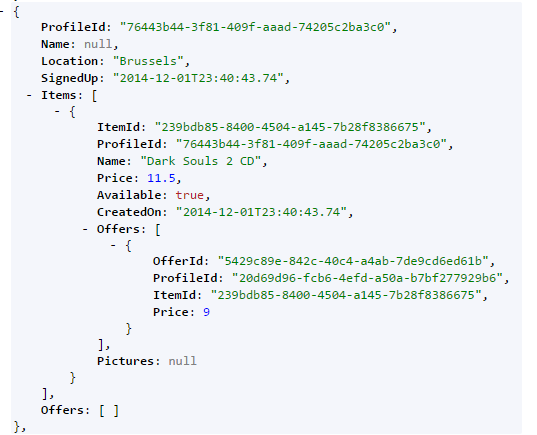 - {
ProfileId: "76443b44-3f81-409f-aaad-74205c2ba3c0",
Name: null,
Location: "Brussels",
SignedUp: "2014-12-01T23:40:43.74",
- Items: [
- {
ItemId: "239bdb85-8400-4504-a145-7b28f8386675",
ProfileId: "76443b44-3f81-409f-aaad-74205c2ba3c0",
Name: "Dark Souls 2 CD",
Price: 11.5,
Available: true,
CreatedOn: "2014-12-01T23:40:43.74",
- Offers: [
- {
OfferId: "5429c89e-842c-40c4-a4ab-7de9cd6ed61b",
ProfileId: "20d69d96-fcb6-4efd-a50a-b7bf277929b6",
ItemId: "239bdb85-8400-4504-a145-7b28f8386675",
Price: 9
}
],
Pictures: null
}
],
Offers: [ ]
},